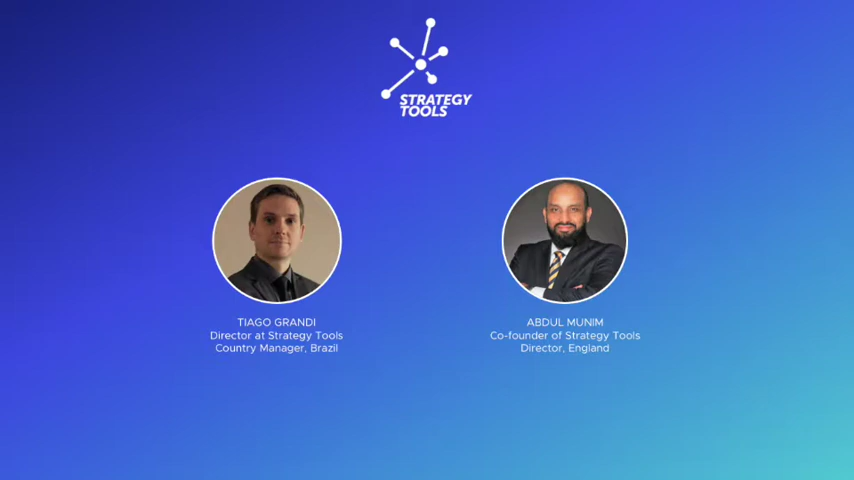 STRATEGY
TOOLS
TIAGO GRANDI
Director at Strategy Tools
Country Manager, Brazil
ABDUL MUNIM
Co-founder of Strategy Tools
Director, England